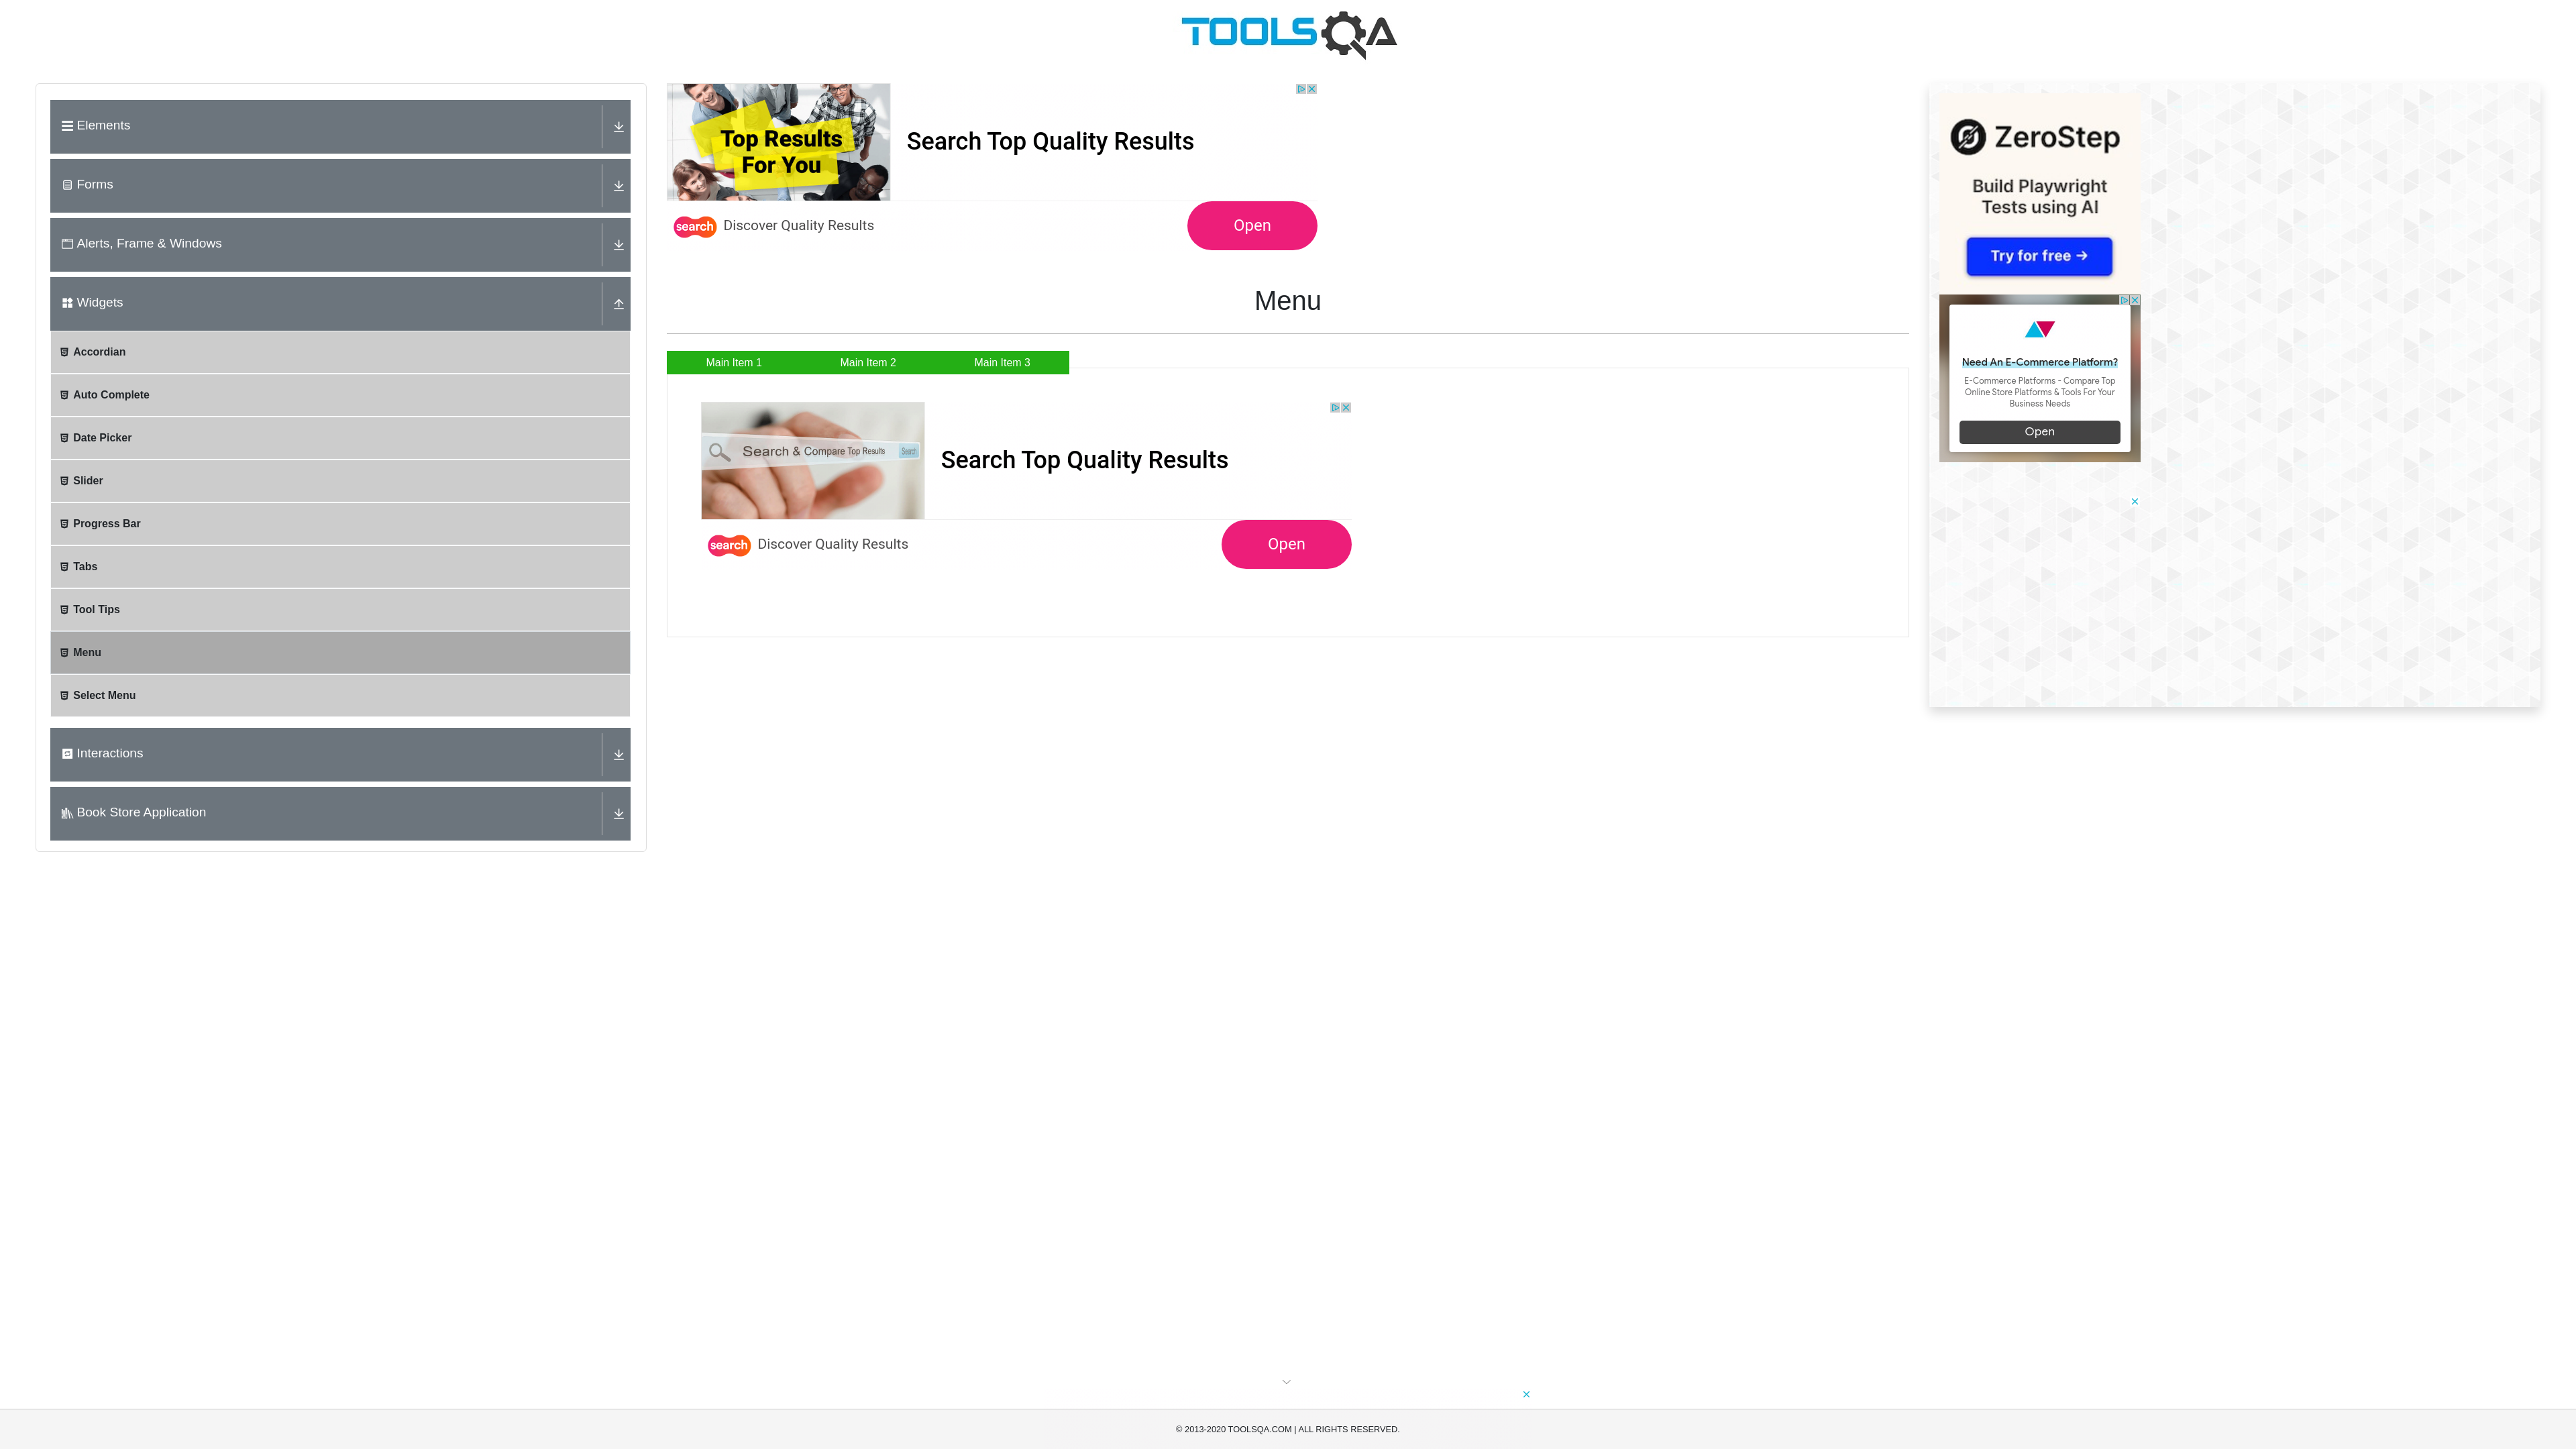 TOOLSQA
Elements
Forms
Alerts, Frame & Windows
Widgets
Accordian
Auto Complete
Date Picker
Slider
Progress Bar
Tabs
Tool Tips
Menu
Select Menu
Interactions
Book Store Application
Top Results
For You
Search Top Quality Results
search
Discover Quality Results
Open
Menu
Main Item 1
Main Item 2
Main Item 3
Search & Compare Top Results
Search
Search Top Quality Results
search
Discover Quality Results
Open
ZeroStep
Build Playwright
Tests using AI
Try for free →
Need An E-Commerce Platform?
E-Commerce Platforms - Compare Top
Online Store Platforms & Tools For Your
Business Needs
Open
© 2013-2020 TOOLSQA.COM | ALL RIGHTS RESERVED.